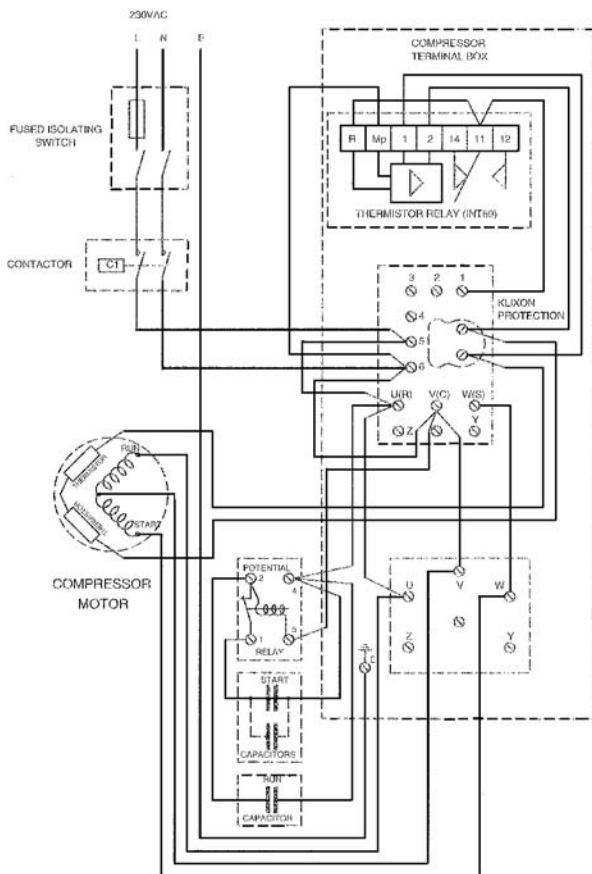 230VAC
L N E
COMPRESSOR
TERMINAL BOX
FUSED ISOLATING
SWITCH
R Mp 1 2 14 11 12
THERMISTOR RELAY (INT69)
CONTACTOR
C1
3 2 1
KLIXON
PROTECTION
4
5
6
U(R) V(C) W(S)
Z Y
RUN
THERMISTOR
THERMISTOR
START
COMPRESSOR
MOTOR
POTENTIAL
2 4
1 5
RELAY
U V W
Z Y
E
START
CAPACITORS
RUN
CAPACITOR